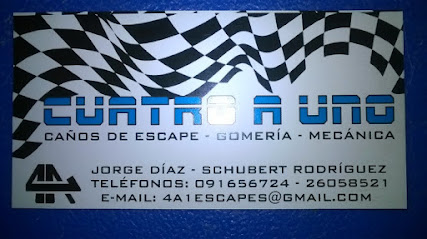 CUATRO A UNO
CAÑOS DE ESCAPE - GOMERÍA - MECÁNICA
JORGE DÍAZ - SCHUBERT RODRÍGUEZ
TELÉFONOS: 091656724 - 26058521
E-MAIL: 4A1ESCAPES@GMAIL.COM